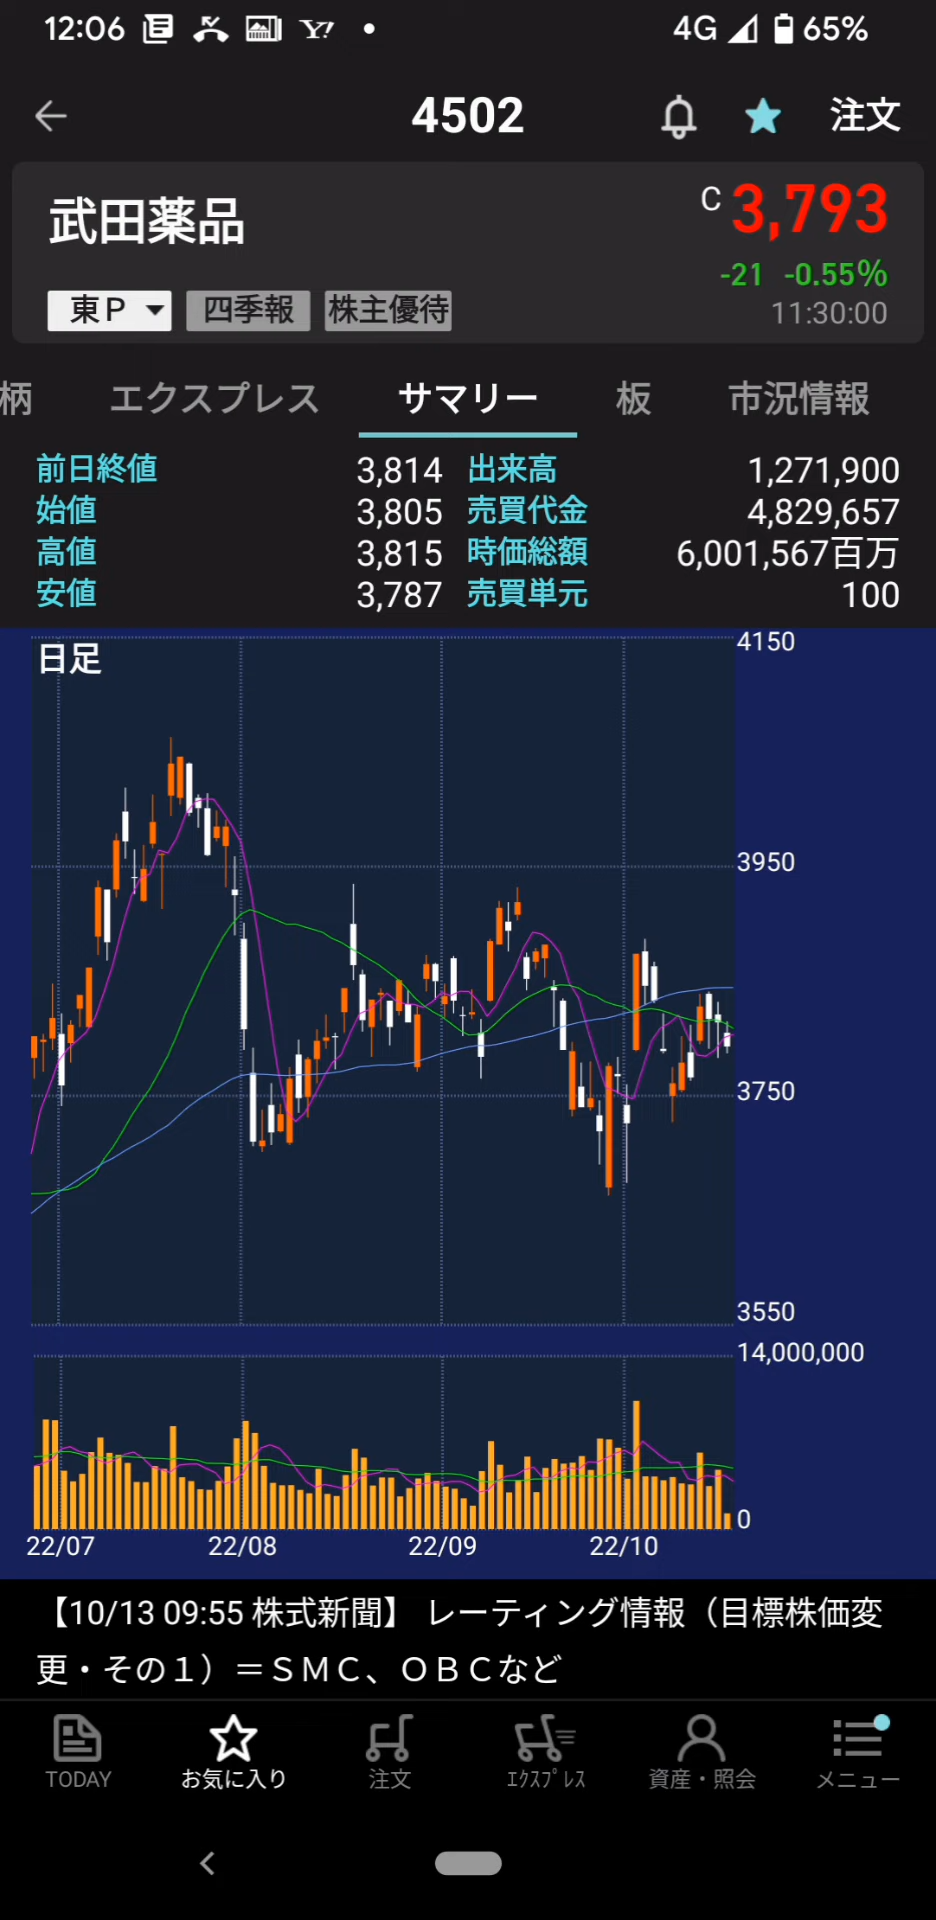 12:06 Y! 4G 65%
4502 注文
武田薬品 C 3,793
-21 -0.55%
東P 四季報 株主優待 11:30:00
柄 エクスプレス サマリー 板 市況情報
前日終値 3,814 出来高 1,271,900
始値 3,805 売買代金 4,829,657
高値 3,815 時価総額 6,001,567百万
安値 3,787 売買単元 100
日足 4150
3950
3750
3550
14,000,000
0
22/07 22/08 22/09 22/10
【10/13 09:55 株式新聞】 レーティング情報（目標株価変
更・その１）＝ＳＭＣ、ＯＢＣなど
TODAY お気に入り 注文 ｴｸｽﾌﾟﾚｽ 資産・照会 メニュー